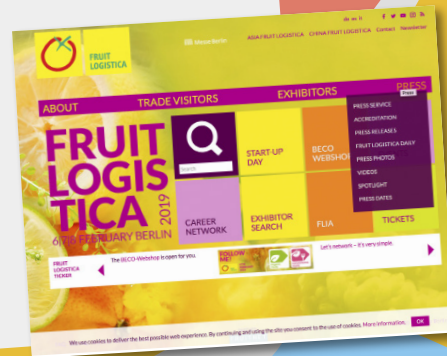 de en it
Messe Berlin
ASIA FRUIT LOGISTICA CHINA FRUIT LOGISTICA Contact Newsletter
FRUIT
LOGISTICA
ABOUT TRADE VISITORS EXHIBITORS PRESS
Press
PRESS SERVICE
ACCREDITATION
PRESS RELEASES
FRUIT LOGISTICA DAILY
PRESS PHOTOS
VIDEOS
SPOTLIGHT
PRESS DATES
FRUIT
LOGIS
TICA
2019
6|7|8 FEBRUARY BERLIN
Search
START-UP
DAY
BECO
WEBSHOP
CAREER
NETWORK
EXHIBITOR
SEARCH
FLIA
TICKETS
FRUIT
LOGISTICA
TICKER
The BECO-Webshop is open for you.
FOLLOW
ME!
Let's network – it's very simple.
We use cookies to deliver the best possible web experience. By continuing and using the site you consent to the use of cookies. More information. OK